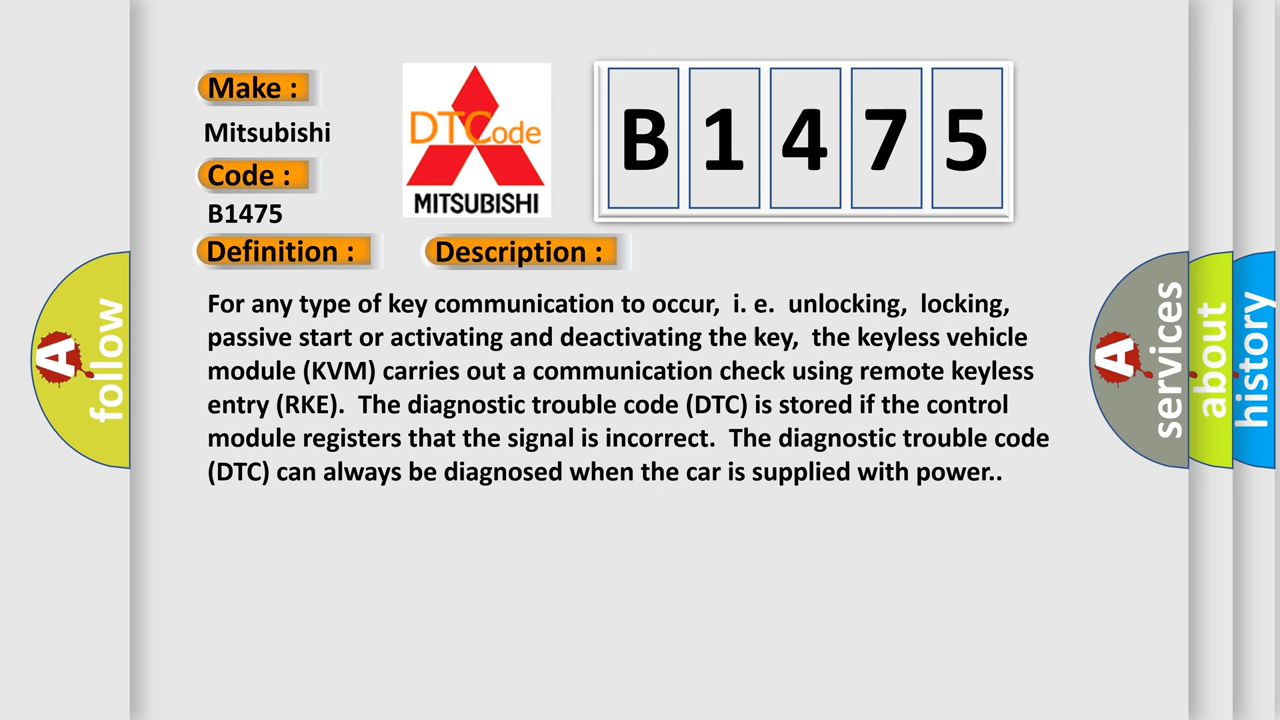 Make :
Mitsubishi
Code :
B1475
DTCode
MITSUBISHI
B1475
Definition :
Description :
For any type of key communication to occur, i. e. unlocking, locking,
passive start or activating and deactivating the key, the keyless vehicle
module (KVM) carries out a communication check using remote keyless
entry (RKE). The diagnostic trouble code (DTC) is stored if the control
module registers that the signal is incorrect. The diagnostic trouble code
(DTC) can always be diagnosed when the car is supplied with power..
A follow
A services
about
history